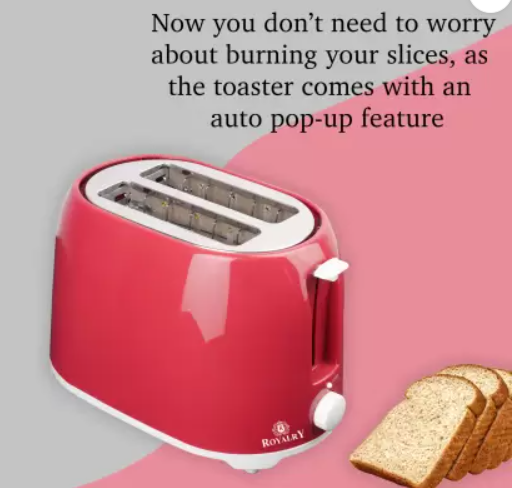 Now you don’t need to worry
about burning your slices, as
the toaster comes with an
auto pop-up feature
ROYALRY